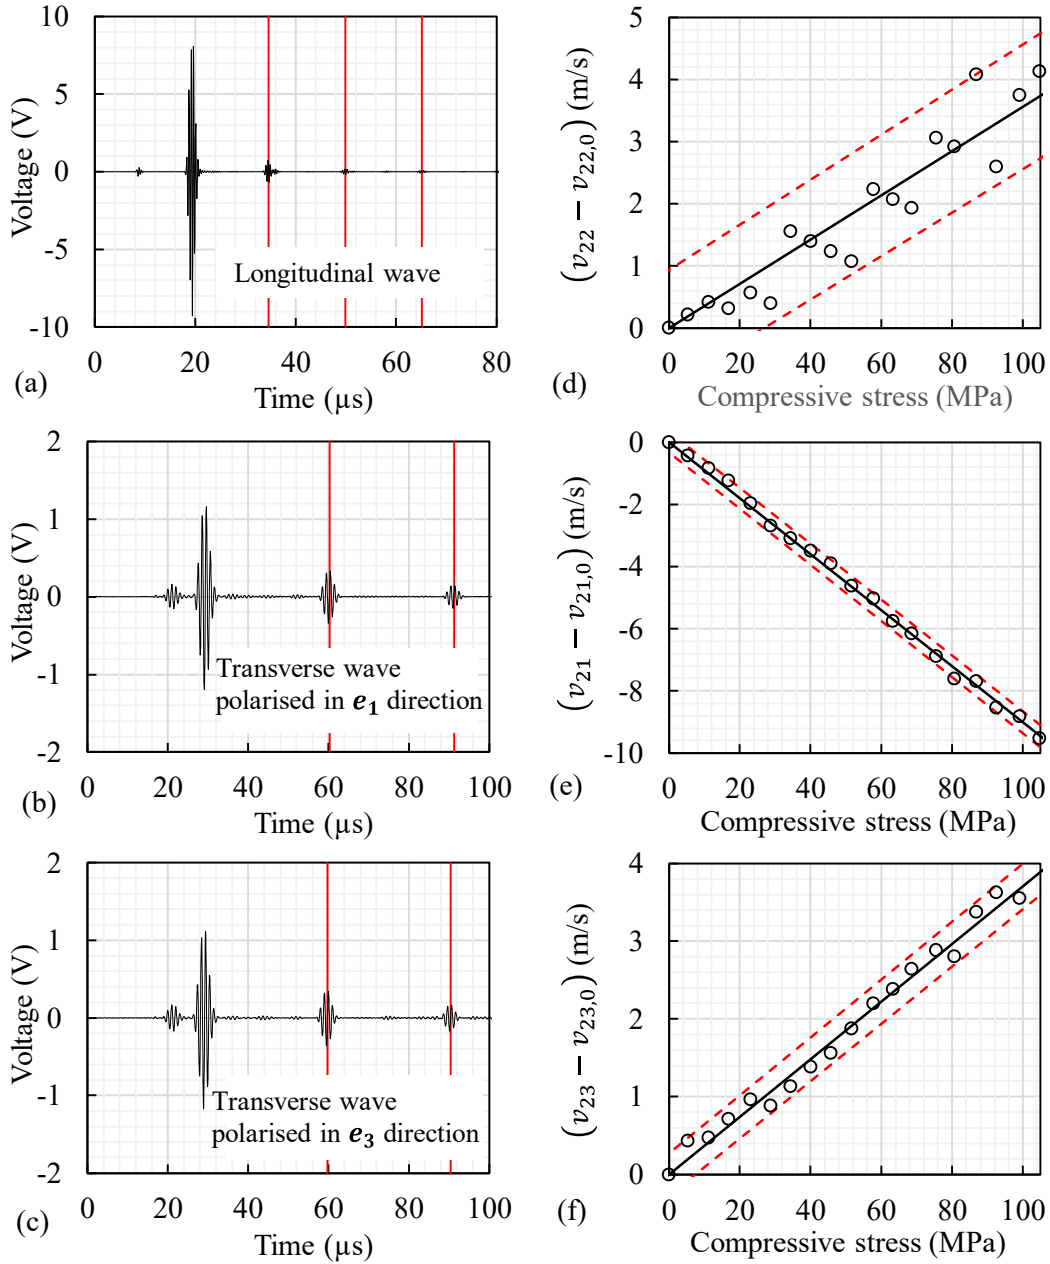 10
5
0
-5
-10
Voltage (V)
Longitudinal wave
0 20 40 60 80
Time (μs)
(a)
5
4
3
2
1
0
(v22 − v22,0) (m/s)
0 20 40 60 80 100
Compressive stress (MPa)
(d)
2
1
0
-1
-2
Voltage (V)
Transverse wave
polarised in e1 direction
0 20 40 60 80 100
Time (μs)
(b)
0
-2
-4
-6
-8
-10
(v21 − v21,0) (m/s)
0 20 40 60 80 100
Compressive stress (MPa)
(e)
2
1
0
-1
-2
Voltage (V)
Transverse wave
polarised in e3 direction
0 20 40 60 80 100
Time (μs)
(c)
4
3
2
1
0
(v23 − v23,0) (m/s)
0 20 40 60 80 100
Compressive stress (MPa)
(f)